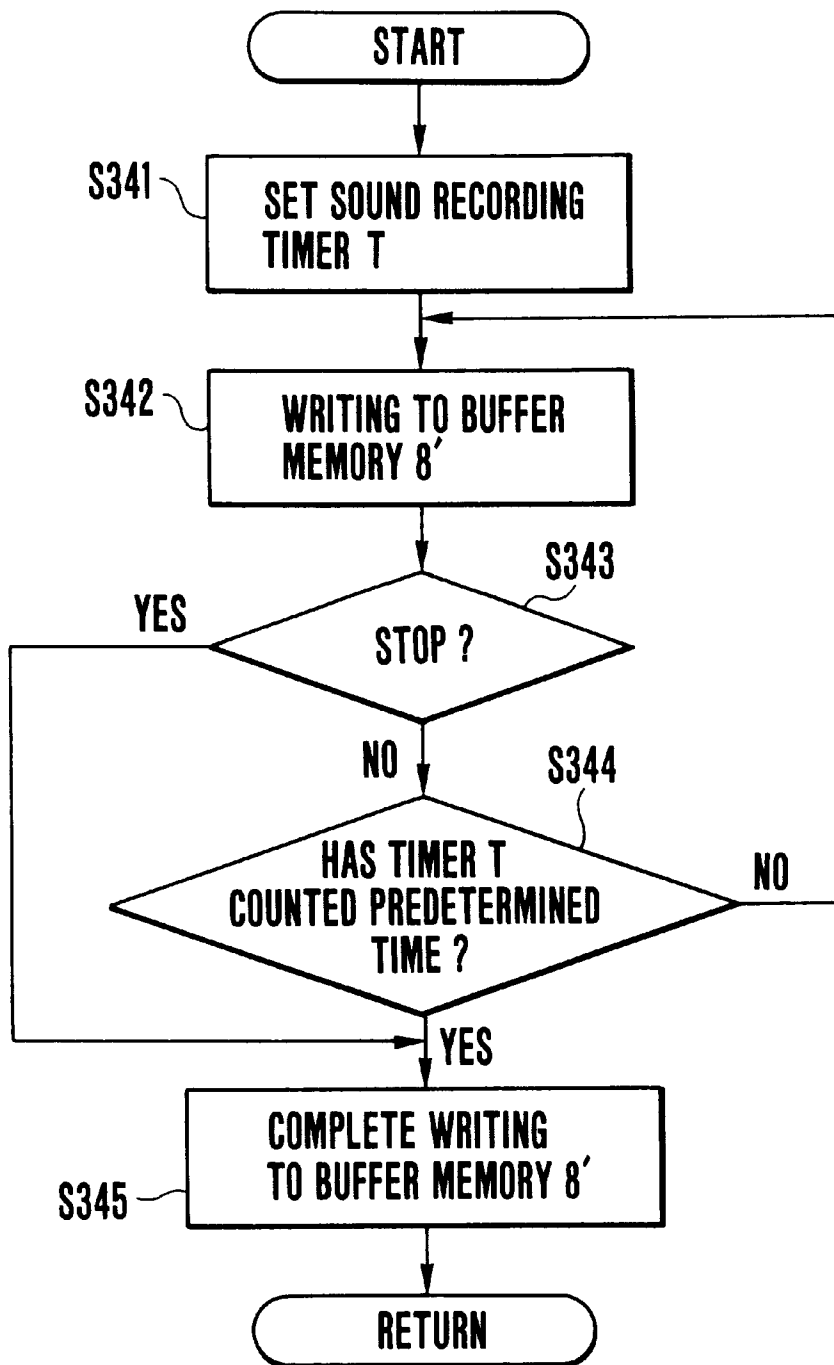 START
S341
SET SOUND RECORDING
TIMER T
S342
WRITING TO BUFFER
MEMORY 8′
S343
YES
STOP ?
NO
S344
HAS TIMER T
COUNTED PREDETERMINED
TIME ?
NO
YES
COMPLETE WRITING
TO BUFFER MEMORY 8′
S345
RETURN